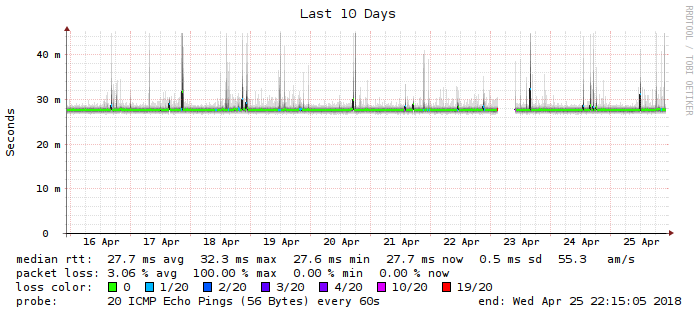 Last 10 Days
RRDTOOL / TOBI OETIKER
Seconds
40 m
30 m
20 m
10 m
0
16 Apr 17 Apr 18 Apr 19 Apr 20 Apr 21 Apr 22 Apr 23 Apr 24 Apr 25 Apr
median rtt: 27.7 ms avg 32.3 ms max 27.6 ms min 27.7 ms now 0.5 ms sd 55.3 am/s
packet loss: 3.06 % avg 100.00 % max 0.00 % min 0.00 % now
loss color: 0 1/20 2/20 3/20 4/20 10/20 19/20
probe: 20 ICMP Echo Pings (56 Bytes) every 60s end: Wed Apr 25 22:15:05 2018